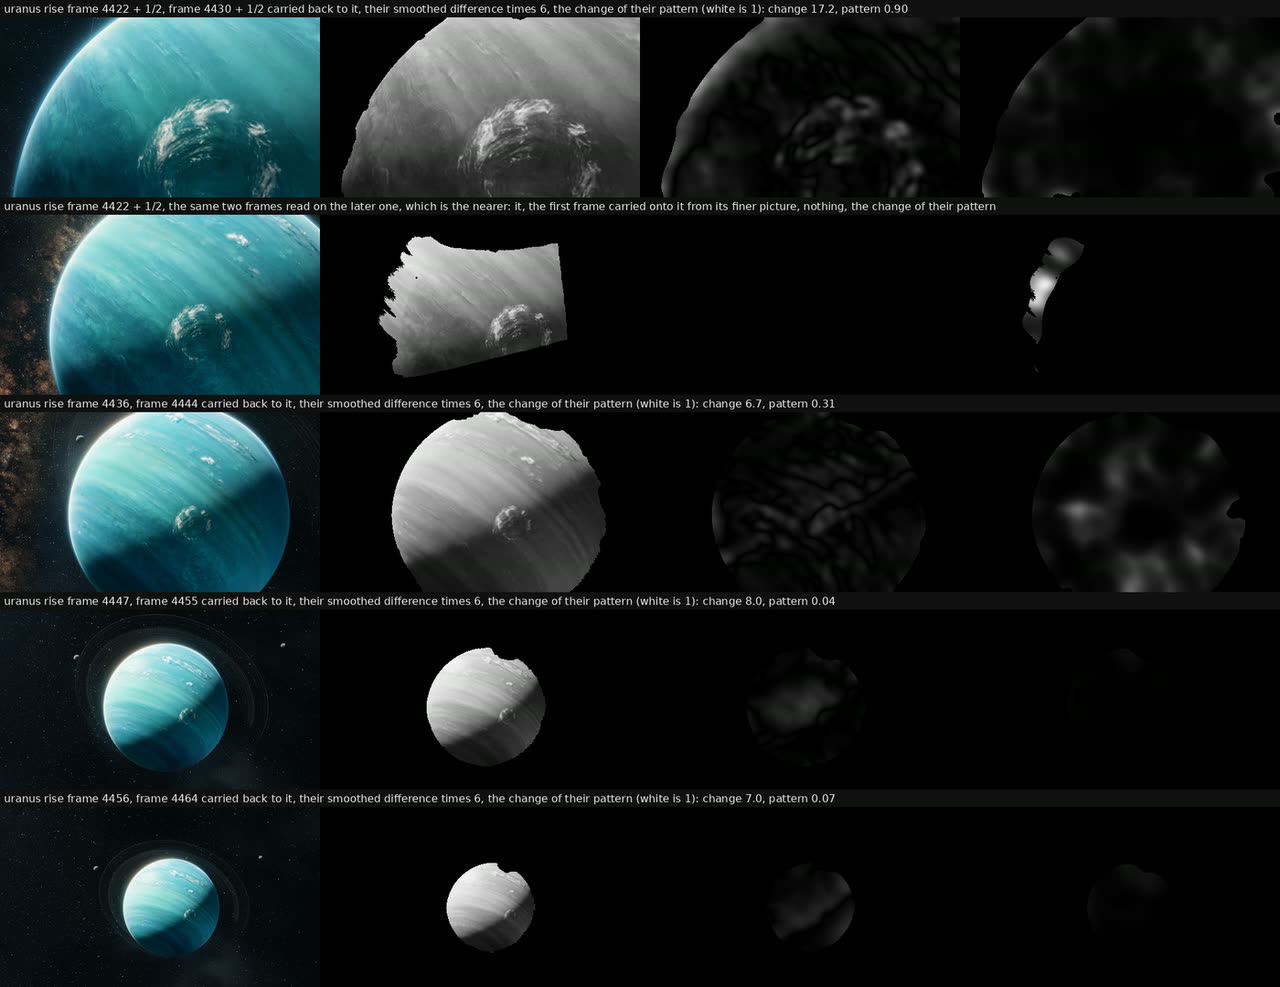 uranus rise frame 4422 + 1/2, frame 4430 + 1/2 carried back to it, their smoothed difference times 6, the change of their pattern (white is 1): change 17.2, pattern 0.90
uranus rise frame 4422 + 1/2, the same two frames read on the later one, which is the nearer: it, the first frame carried onto it from its finer picture, nothing, the change of their pattern
uranus rise frame 4436, frame 4444 carried back to it, their smoothed difference times 6, the change of their pattern (white is 1): change 6.7, pattern 0.31
uranus rise frame 4447, frame 4455 carried back to it, their smoothed difference times 6, the change of their pattern (white is 1): change 8.0, pattern 0.04
uranus rise frame 4456, frame 4464 carried back to it, their smoothed difference times 6, the change of their pattern (white is 1): change 7.0, pattern 0.07